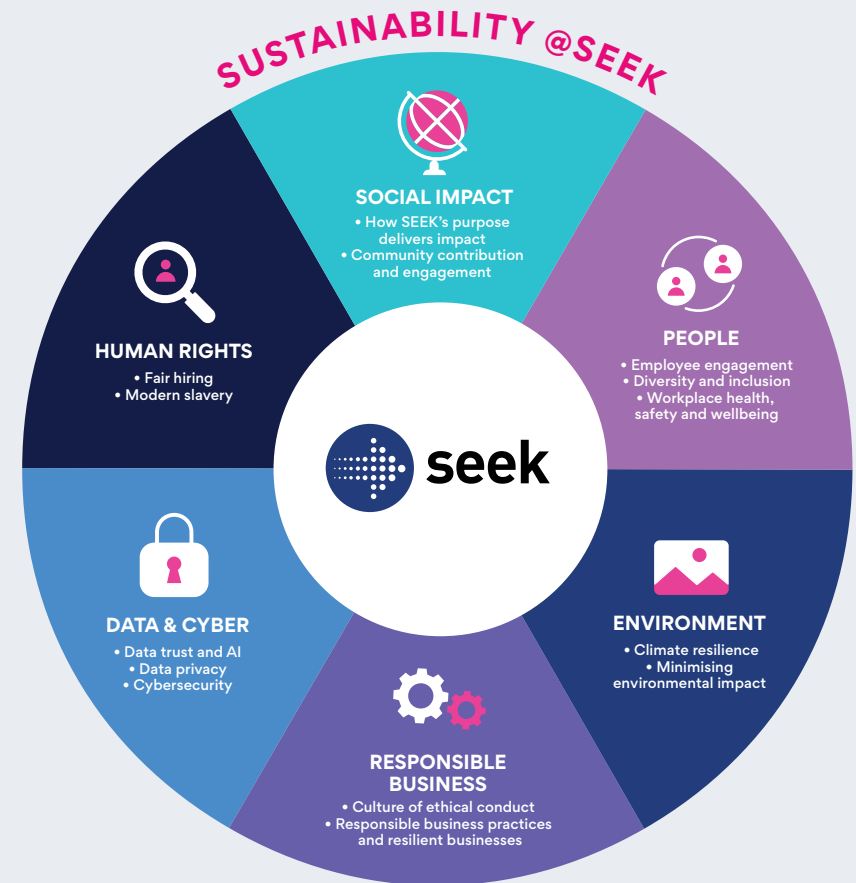 SUSTAINABILITY @SEEK
SOCIAL IMPACT
• How SEEK's purpose
delivers impact
• Community contribution
and engagement
PEOPLE
• Employee engagement
• Diversity and inclusion
• Workplace health,
safety and wellbeing
ENVIRONMENT
• Climate resilience
• Minimising
environmental impact
RESPONSIBLE
BUSINESS
• Culture of ethical conduct
• Responsible business practices
and resilient businesses
DATA & CYBER
• Data trust and AI
• Data privacy
• Cybersecurity
HUMAN RIGHTS
• Fair hiring
• Modern slavery
seek